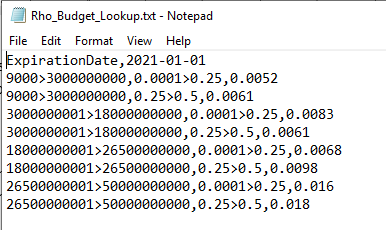 Rho_Budget_Lookup.txt - Notepad
File Edit Format View Help
ExpirationDate,2021-01-01
9000>3000000000,0.0001>0.25,0.0052
9000>3000000000,0.25>0.5,0.0061
3000000001>18000000000,0.0001>0.25,0.0083
3000000001>18000000000,0.25>0.5,0.0061
18000000001>26500000000,0.0001>0.25,0.0068
18000000001>26500000000,0.25>0.5,0.0098
26500000001>50000000000,0.0001>0.25,0.016
26500000001>50000000000,0.25>0.5,0.018